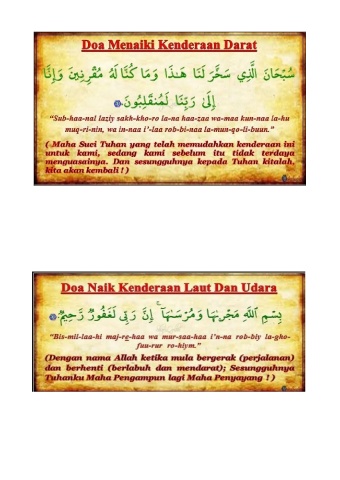 Doa Menaiki Kenderaan Darat
سُبْحَانَ الَّذِي سَخَّرَ لَنَا هَـٰذَا وَمَا كُنَّا لَهُ مُقْرِنِينَ وَإِنَّا
إِلَىٰ رَبِّنَا لَمُنقَلِبُونَ
“Sub-haa-nal laziy sakh-kho-ro la-na haa-zaa wa-maa kun-naa la-hu
muq-ri-nin, wa in-naa i’-laa rob-bi-naa la-mun-qo-li-buun.”
( Maha Suci Tuhan yang telah memudahkan kenderaan ini
untuk kami, sedang kami sebelum itu tidak terdaya
menguasainya. Dan sesungguhnya kepada Tuhan kitalah,
kita akan kembali ! )
Doa Naik Kenderaan Laut Dan Udara
بِسْمِ اللَّهِ مَجْرَىٰهَا وَمُرْسَىٰهَا ۚ إِنَّ رَبِّي لَغَفُورٌ رَّحِيمٌ
“Bis-mii-laa-hi maj-re-haa wa mur-saa-haa i’n-na rob-biy la-gho-
fuu-rur ro-hiym.”
(Dengan nama Allah ketika mula bergerak (perjalanan)
dan berhenti (berlabuh dan mendarat); Sesungguhnya
Tuhanku Maha Pengampun lagi Maha Penyayang ! )